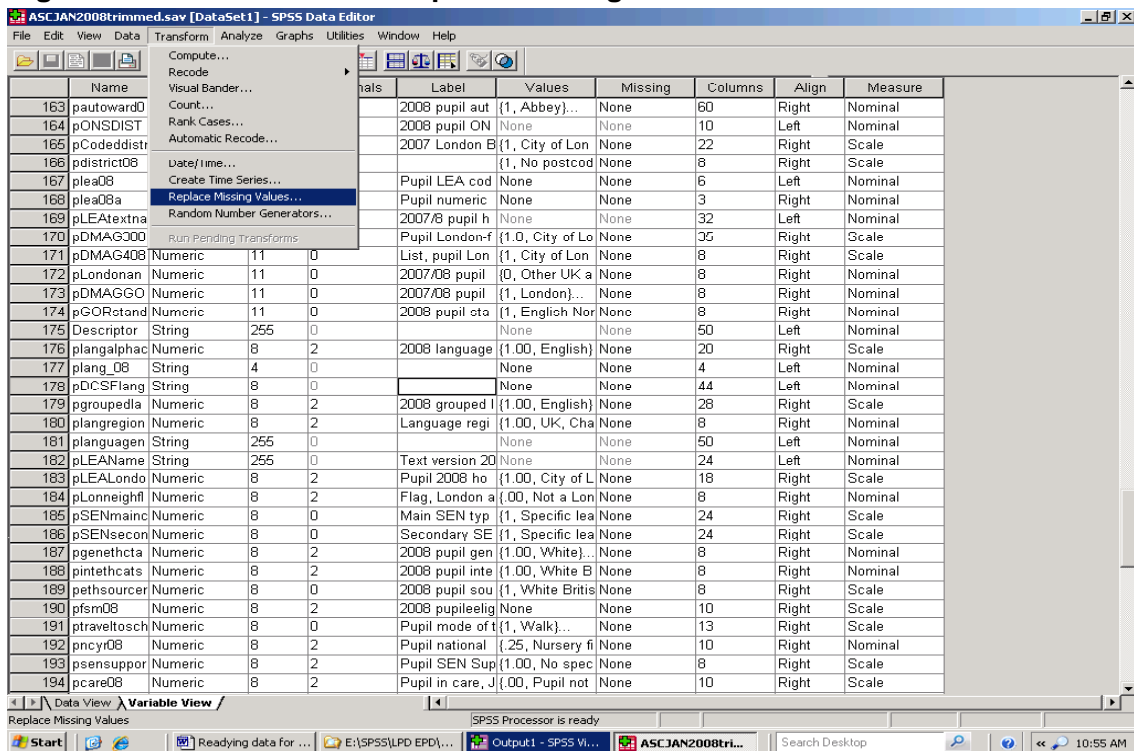 ASCJAN2008trimmed.sav [DataSet1] - SPSS Data Editor
File Edit View Data Transform Analyze Graphs Utilities Window Help
Compute...
Recode
Visual Bander...
Count...
Rank Cases...
Automatic Recode...
Date/Time...
Create Time Series...
Replace Missing Values...
Random Number Generators...
Run Pending Transforms
Name Label Values Missing Columns Align Measure
163 pautoward0 2008 pupil aut {1, Abbey}... None 60 Right Nominal
164 pONSDIST 2008 pupil ON None None 10 Left Nominal
165 pCodeddistr 2007 London B {1, City of Lon None 22 Right Scale
166 pdistrict08 {1, No postcod None 8 Right Scale
167 plea08 Pupil LEA cod None None 6 Left Nominal
168 plea08a Pupil numeric None None 3 Right Nominal
169 pLEAtextna 2007/8 pupil h None None 32 Left Nominal
170 pDMAG300 Pupil London-f {1.0, City of Lo None 35 Right Scale
171 pDMAG408 Numeric 11 0 List, pupil Lon {1, City of Lon None 8 Right Scale
172 pLondonan Numeric 11 0 2007/08 pupil {0, Other UK a None 8 Right Nominal
173 pDMAGGO Numeric 11 0 2007/08 pupil {1, London}... None 8 Right Nominal
174 pGORstand Numeric 11 0 2008 pupil sta {1, English Nor None 8 Right Nominal
175 Descriptor String 255 0 None None 50 Left Nominal
176 plangalphac Numeric 8 2 2008 language {1.00, English} None 20 Right Scale
177 plang_08 String 4 0 None None 4 Left Nominal
178 pDCSFlang String 8 0 None None 44 Left Nominal
179 pgroupedla Numeric 8 2 2008 grouped l {1.00, English} None 28 Right Scale
180 plangregion Numeric 8 2 Language regi {1.00, UK, Cha None 8 Right Nominal
181 planguagen String 255 0 None None 50 Left Nominal
182 pLEAName String 255 0 Text version 20 None None 24 Left Nominal
183 pLEALondo Numeric 8 2 Pupil 2008 ho {1.00, City of L None 18 Right Scale
184 pLonneighfl Numeric 8 2 Flag, London a {.00, Not a Lon None 8 Right Nominal
185 pSENmainc Numeric 8 0 Main SEN typ {1, Specific lea None 24 Right Scale
186 pSENsecon Numeric 8 0 Secondary SE {1, Specific lea None 24 Right Scale
187 pgenethcta Numeric 8 2 2008 pupil gen {1.00, White}... None 8 Right Nominal
188 pintethcats Numeric 8 2 2008 pupil inte {1.00, White B None 8 Right Nominal
189 pethsourcer Numeric 8 0 2008 pupil sou {1, White Britis None 8 Right Scale
190 pfsm08 Numeric 8 2 2008 pupileelig None None 10 Right Scale
191 ptraveltosch Numeric 8 0 Pupil mode of t {1, Walk}... None 13 Right Scale
192 pncyr08 Numeric 8 2 Pupil national {.25, Nursery fi None 10 Right Nominal
193 psensuppor Numeric 8 2 Pupil SEN Sup {1.00, No spec None 8 Right Scale
194 pcare08 Numeric 8 2 Pupil in care, J {.00, Pupil not None 10 Right Scale
Data View Variable View
Replace Missing Values SPSS Processor is ready
Start Readying data for ... E:\SPSS\LPD EPD\... Output1 - SPSS Vi... ASCJAN2008tri... Search Desktop 10:55 AM